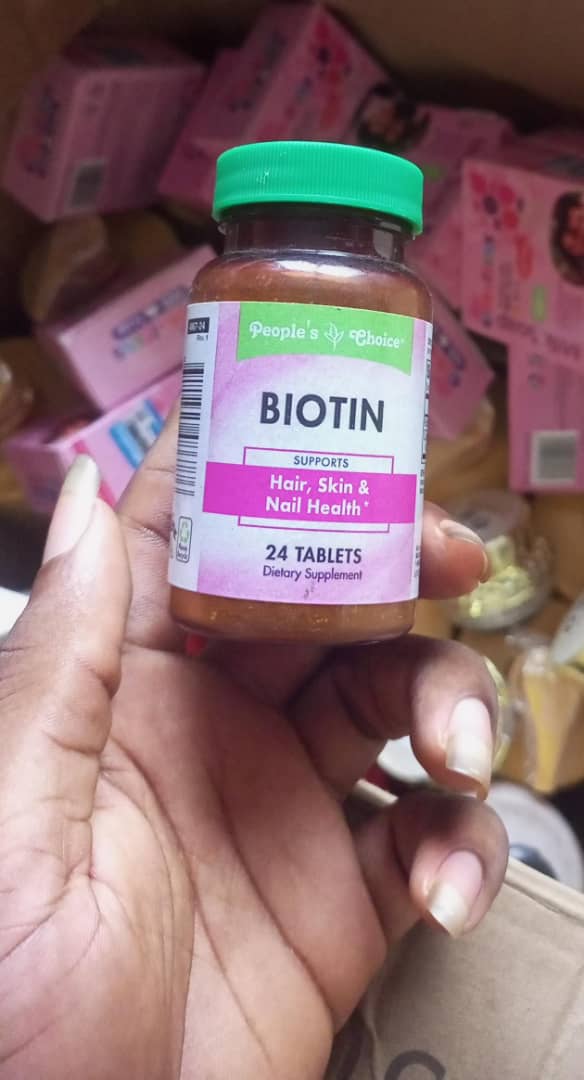 People's Choice®
BIOTIN
SUPPORTS
Hair, Skin &
Nail Health*
24 TABLETS
Dietary Supplement